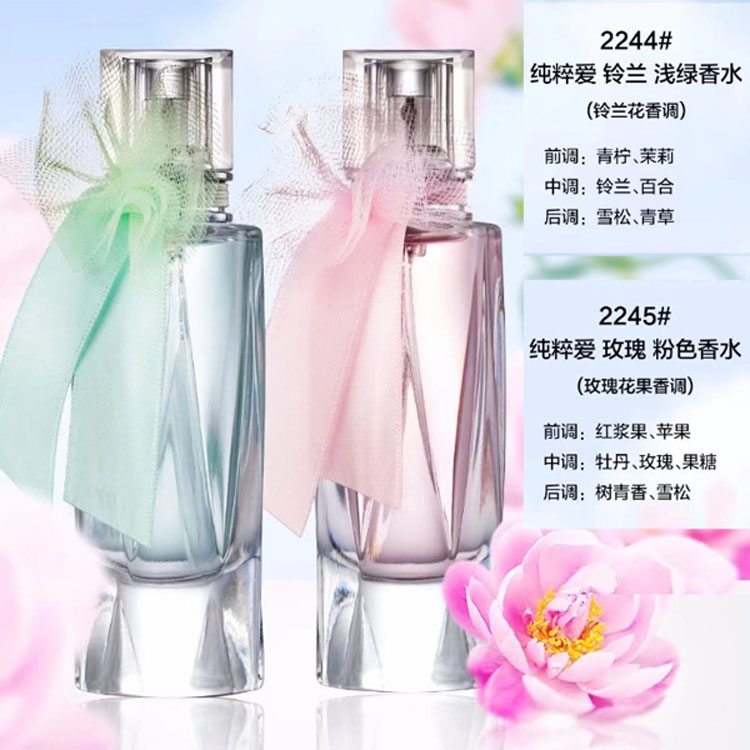 2244#
纯粹爱 铃兰 浅绿香水
（铃兰花香调）
前调：青柠、茉莉
中调：铃兰、百合
后调：雪松、青草
2245#
纯粹爱 玫瑰 粉色香水
（玫瑰花果香调）
前调：红浆果、苹果
中调：牡丹、玫瑰、果糖
后调：树青香、雪松